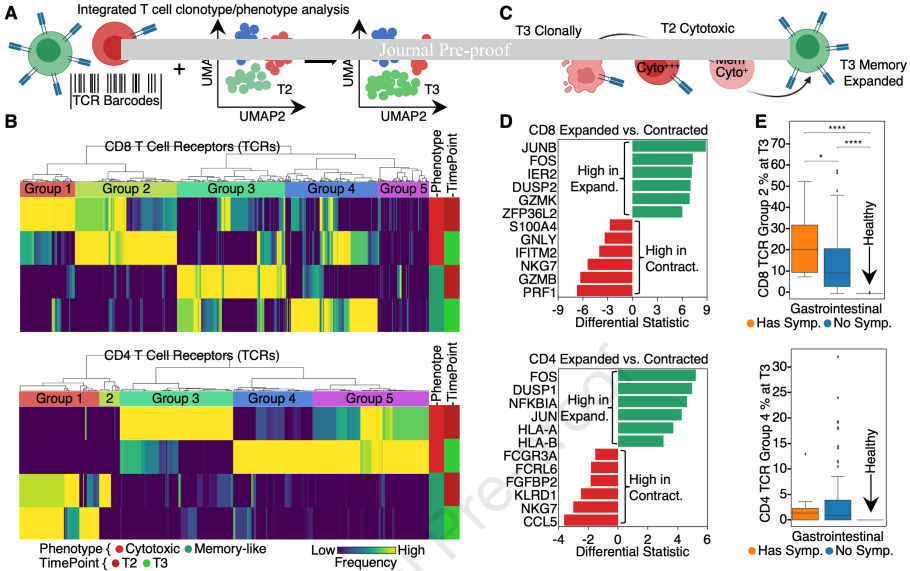 A
Integrated T cell clonotype/phenotype analysis
TCR Barcodes
+
T2
UMAP2
T3
UMAP2
Journal Pre-proof
C
T3 Clonally
T2 Cytotoxic
Cyto+++
Cyto+
T3 Memory
Expanded
B
CD8 T Cell Receptors (TCRs)
Group 1
Group 2
Group 3
Group 4
Group 5
Phenotype
TimePoint
CD4 T Cell Receptors (TCRs)
Group 1
2
Group 3
Group 4
Group 5
Phenotype
TimePoint
Phenotype { Cytotoxic Memory-like
TimePoint { T2 T3
Low High
Frequency
D
CD8 Expanded vs. Contracted
JUNB
FOS
IER2
DUSP2
GZMK
ZFP36L2
S100A4
GNLY
IFITM2
NKG7
GZMB
PRF1
High in
Expand.
High in
Contract.
-9 -6 -3 0 3 6 9
Differential Statistic
CD4 Expanded vs. Contracted
FOS
DUSP1
NFKBIA
JUN
HLA-A
HLA-B
FCGR3A
FCRL6
FGFBP2
KLRD1
NKG7
CCL5
High in
Expand.
High in
Contract.
-4 -2 0 2 4 6
Differential Statistic
E
CD8 TCR Group 2 % at T3
70
60
50
40
30
20
10
0
****
****
*
Healthy
Gastrointestinal
Has Symp. No Symp.
CD4 TCR Group 4 % at T3
30
25
20
15
10
5
0
Healthy
Gastrointestinal
Has Symp. No Symp.